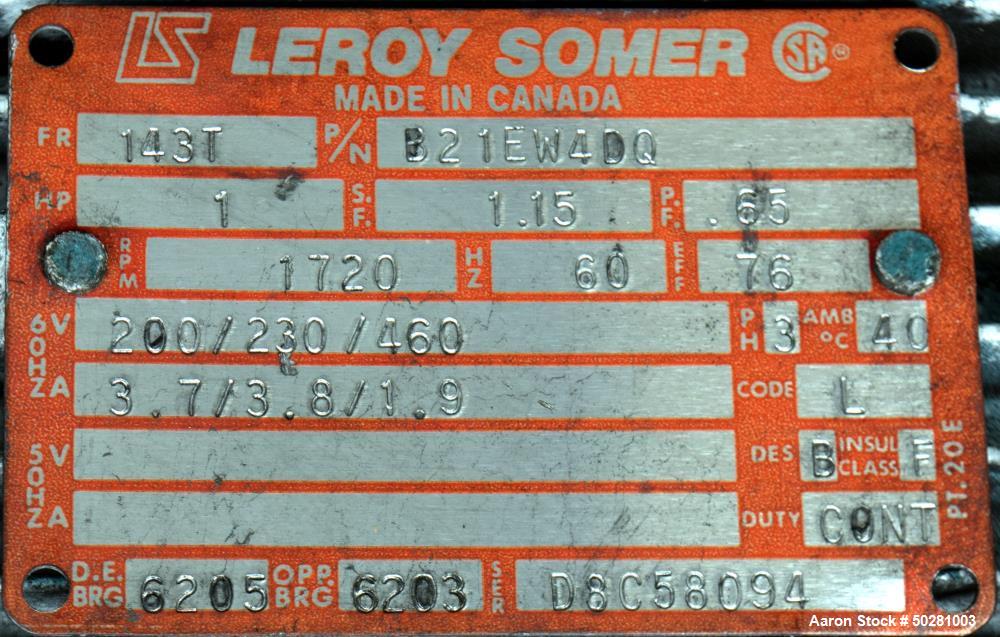 LS LEROY SOMER CSA
MADE IN CANADA
FR 143T P/N B21EW4DQ
HP 1 S.F. 1.15 P.F. .65
RPM 1720 HZ 60 EFF 76
60HZ V 200/230/460 PH 3 AMB °C 40
A 3.7/3.8/1.9 CODE L
50HZ V DES B INSUL CLASS F
A DUTY CONT
D.E. BRG 6205 OPP. BRG 6203 SER D8C58094
PT.20E
Aaron Stock # 50281003